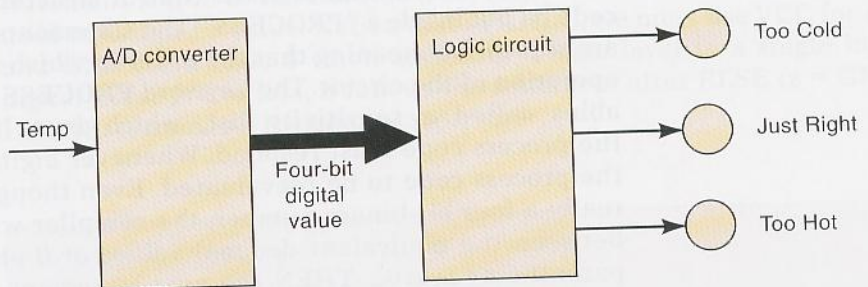 A/D converter
Logic circuit
Too Cold
Temp
Just Right
Four-bit
digital
value
Too Hot